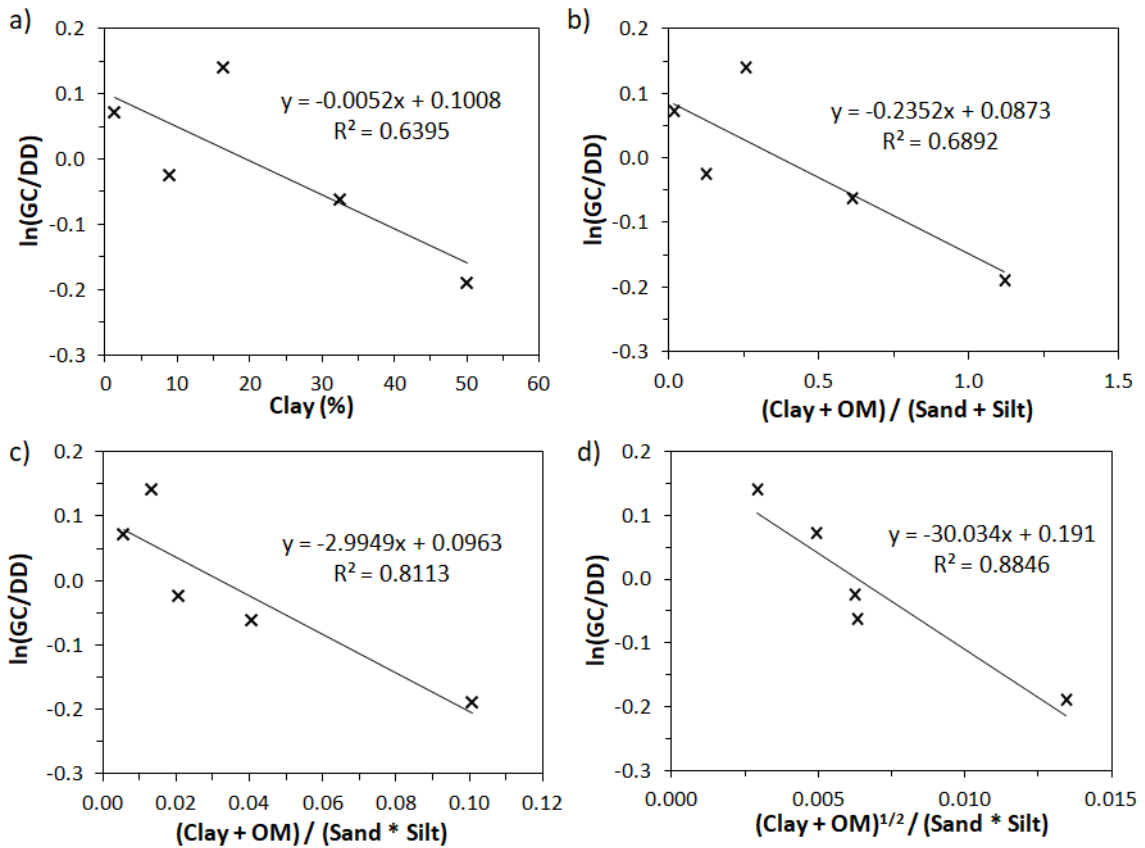 a)
0.2
0.1
0.0
-0.1
-0.2
-0.3
ln(GC/DD)
y = -0.0052x + 0.1008
R² = 0.6395
0 10 20 30 40 50 60
Clay (%)
b)
0.2
0.1
0.0
-0.1
-0.2
-0.3
ln(GC/DD)
y = -0.2352x + 0.0873
R² = 0.6892
0.0 0.5 1.0 1.5
(Clay + OM) / (Sand + Silt)
c)
0.2
0.1
0.0
-0.1
-0.2
-0.3
ln(GC/DD)
y = -2.9949x + 0.0963
R² = 0.8113
0.00 0.02 0.04 0.06 0.08 0.10 0.12
(Clay + OM) / (Sand * Silt)
d)
0.2
0.1
0.0
-0.1
-0.2
-0.3
ln(GC/DD)
y = -30.034x + 0.191
R² = 0.8846
0.000 0.005 0.010 0.015
(Clay + OM)¹/² / (Sand * Silt)